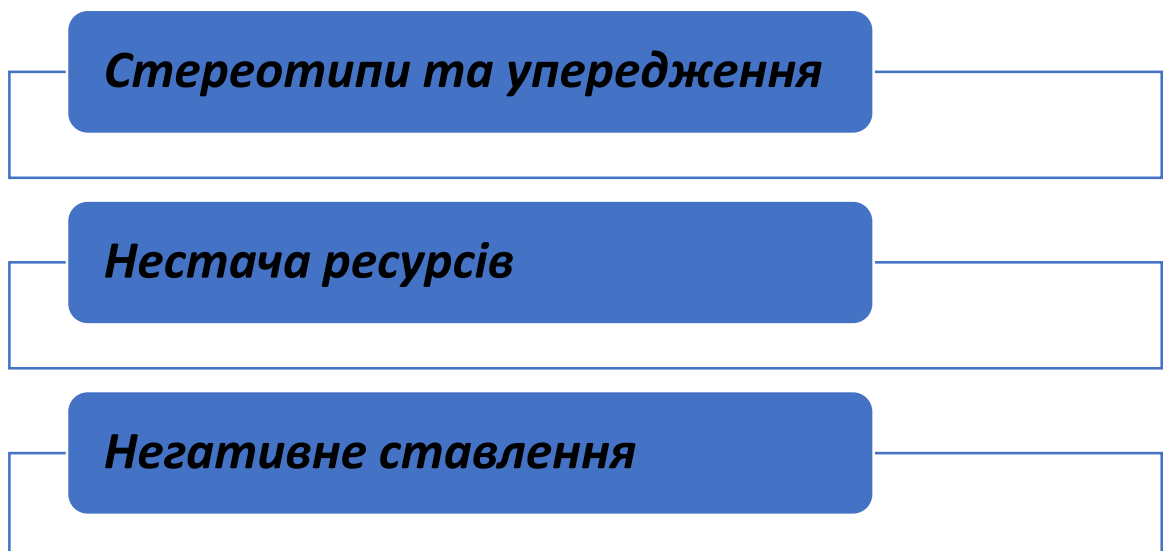 Стереотипи та упередження
Нестача ресурсів
Негативне ставлення